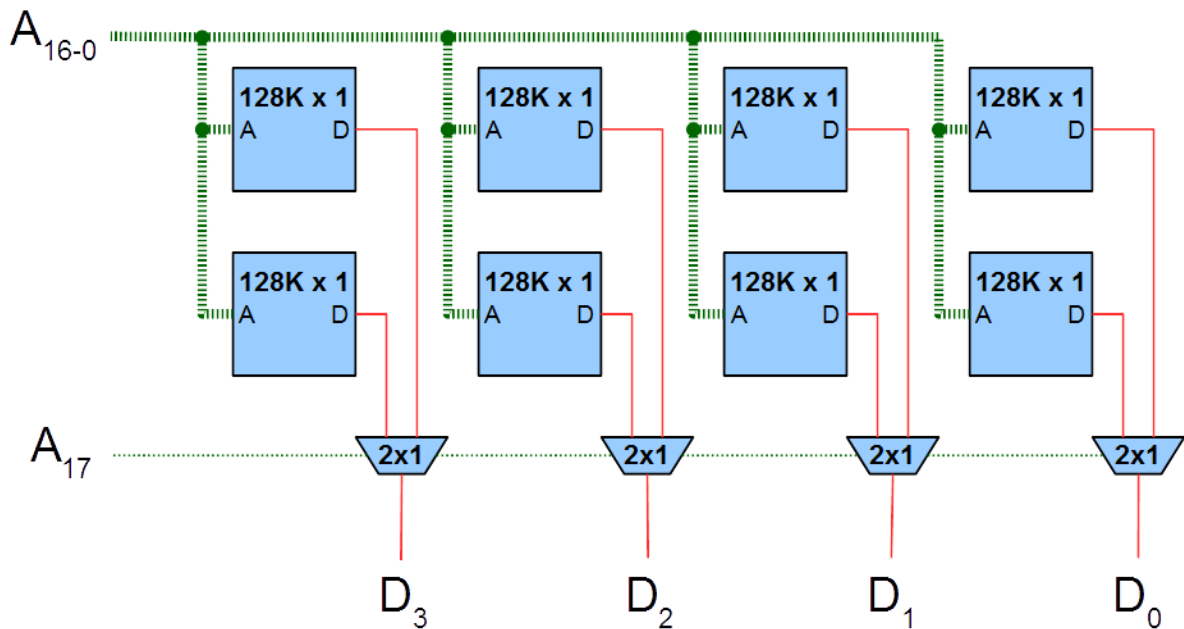 A16-0
128K x 1 128K x 1 128K x 1 128K x 1
A D A D A D A D
128K x 1 128K x 1 128K x 1 128K x 1
A D A D A D A D
A17 2x1 2x1 2x1 2x1
D3 D2 D1 D0